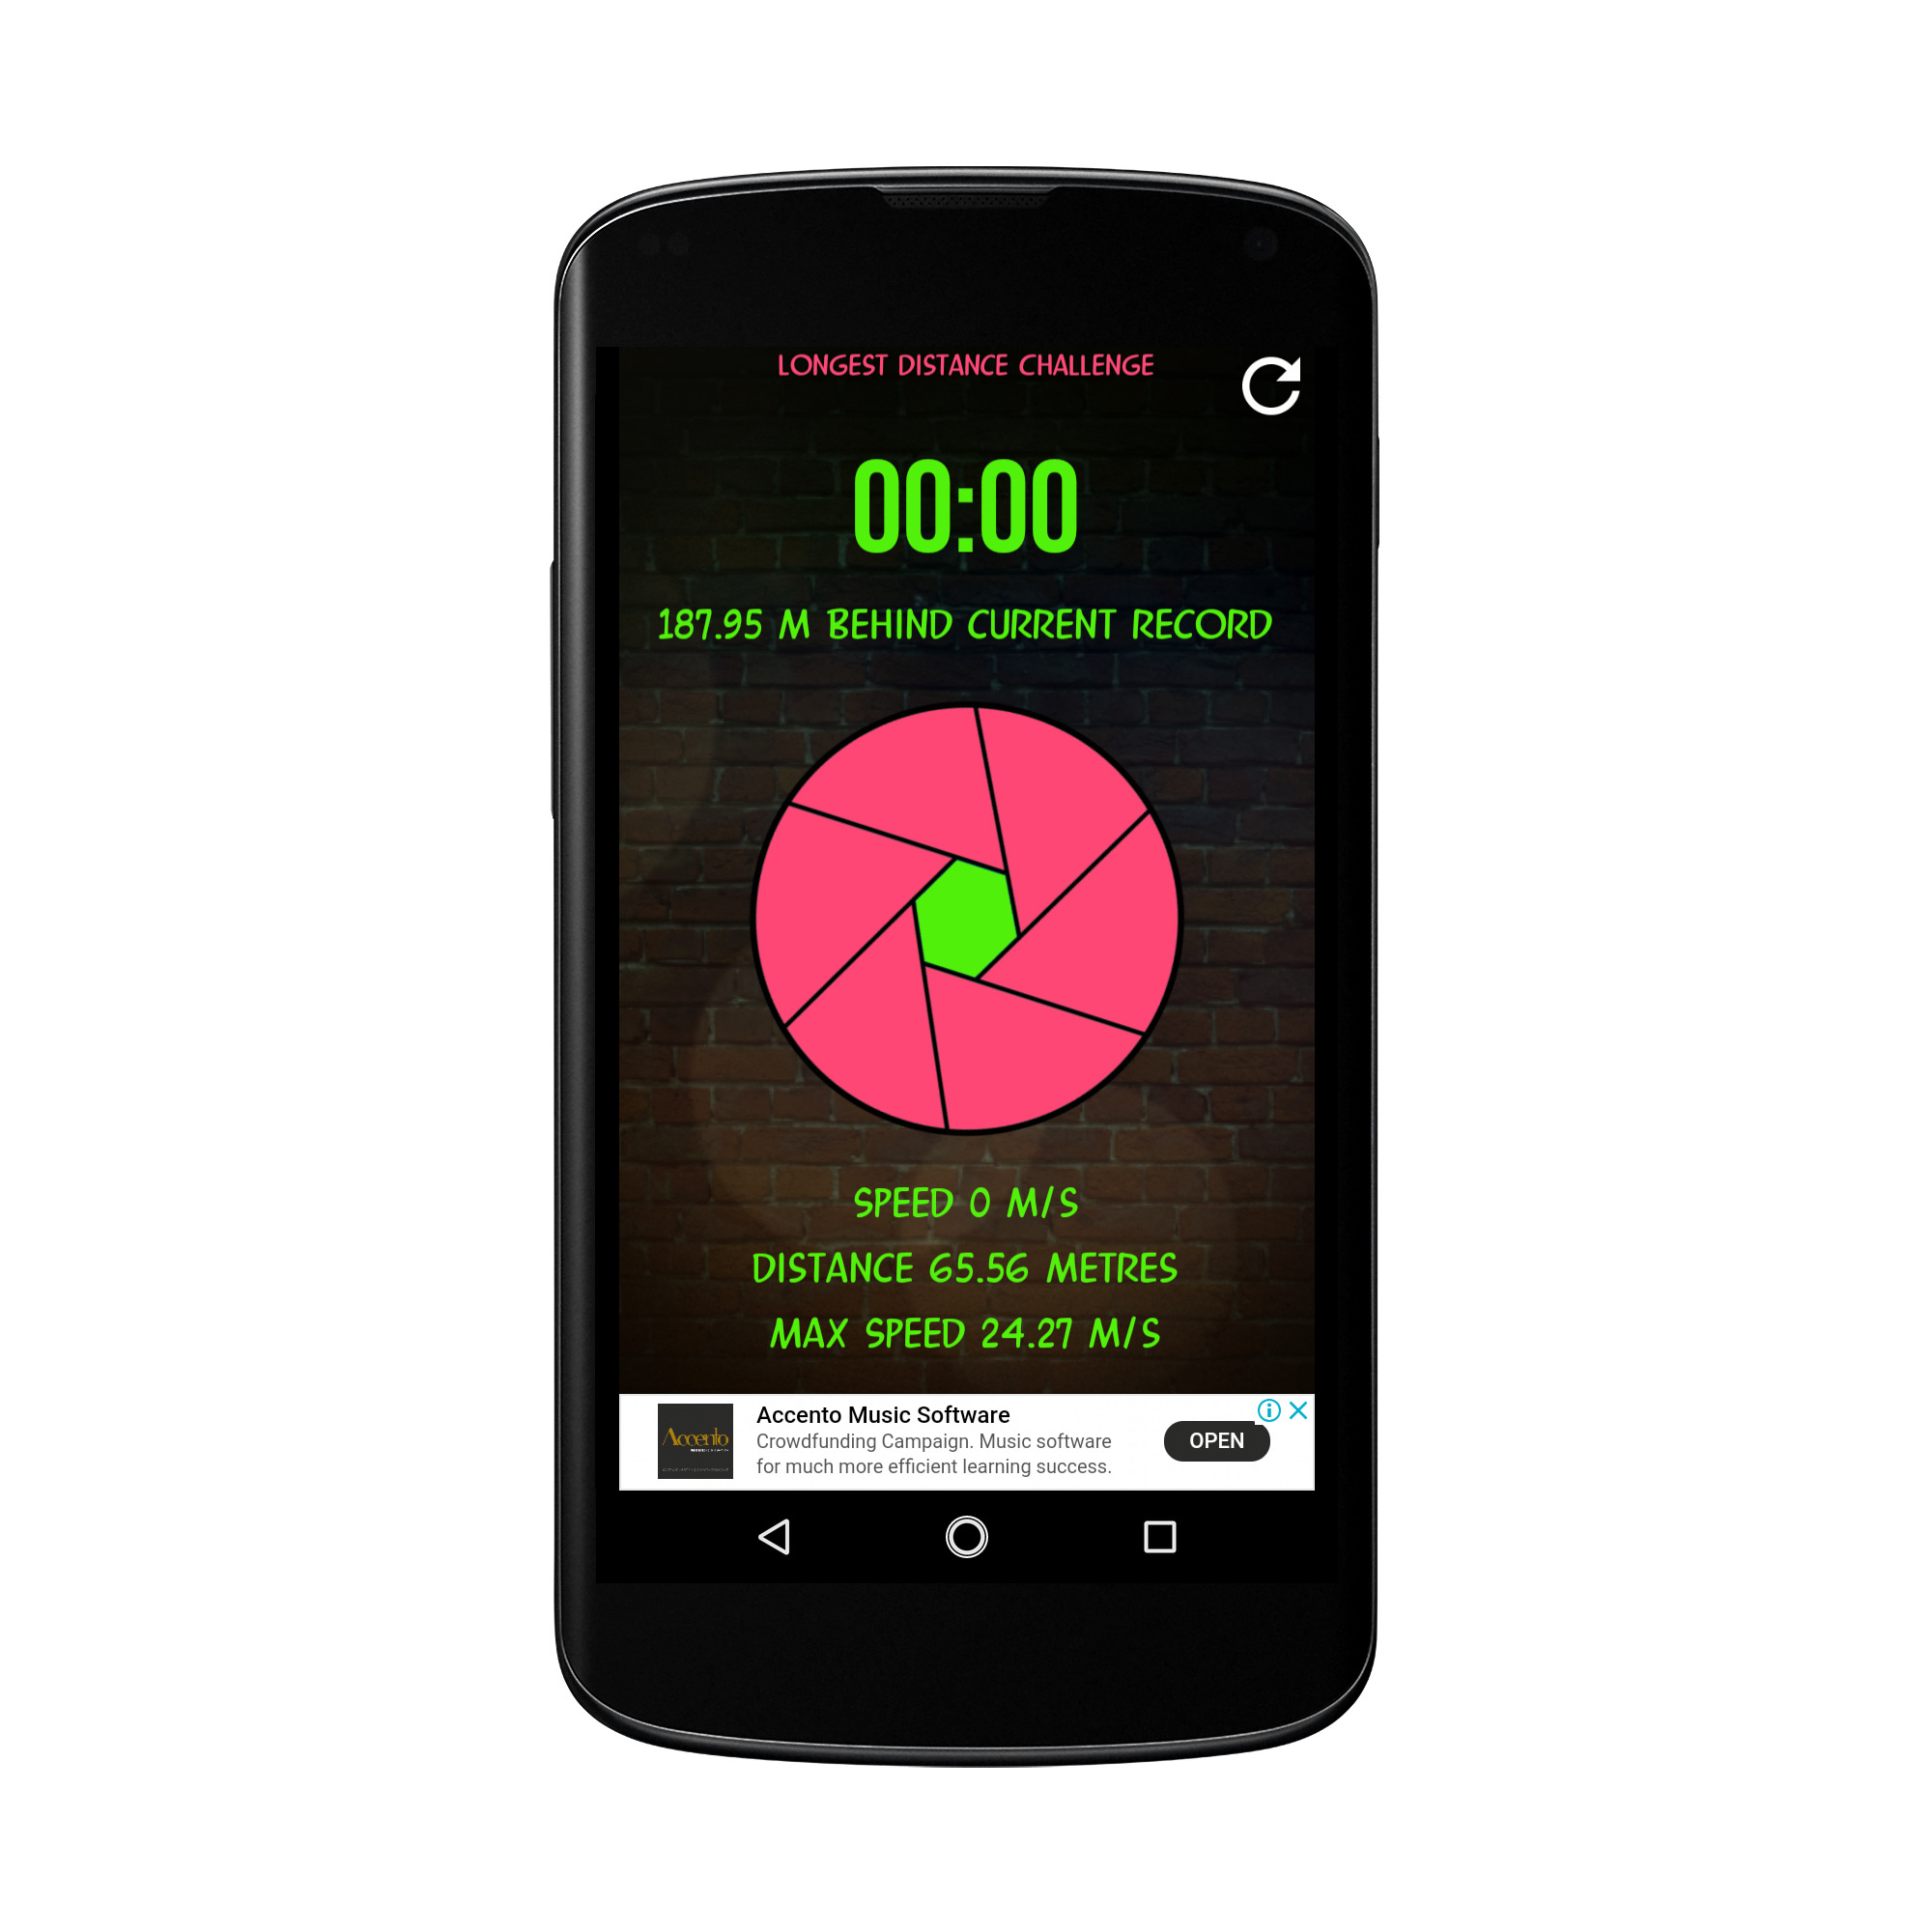 LONGEST DISTANCE CHALLENGE
00:00
187.95 M BEHIND CURRENT RECORD
SPEED 0 M/S
DISTANCE 65.56 METRES
MAX SPEED 24.27 M/S
Accento
Accento Music Software
Crowdfunding Campaign. Music software
for much more efficient learning success.
OPEN